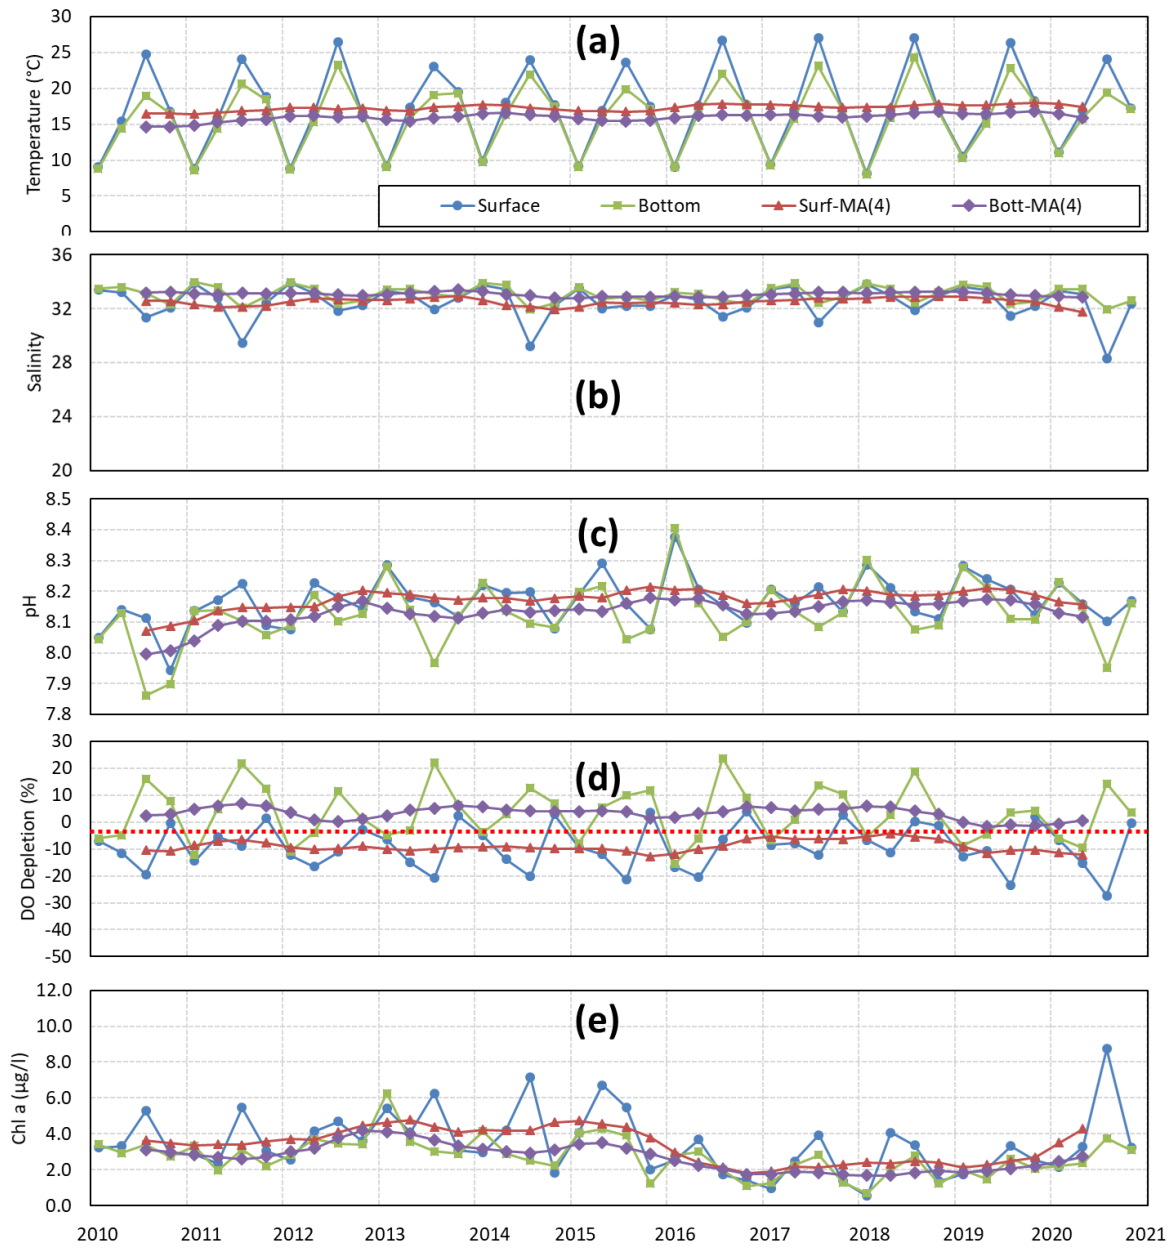 (a)
Temperature (°C)
30
25
20
15
10
5
0
Surface
Bottom
Surf-MA(4)
Bott-MA(4)
(b)
Salinity
36
32
28
24
20
(c)
pH
8.5
8.4
8.3
8.2
8.1
8.0
7.9
7.8
(d)
DO Depletion (%)
30
20
10
0
-10
-20
-30
-40
-50
(e)
Chl a (µg/l)
12.0
10.0
8.0
6.0
4.0
2.0
0.0
2010 2011 2012 2013 2014 2015 2016 2017 2018 2019 2020 2021